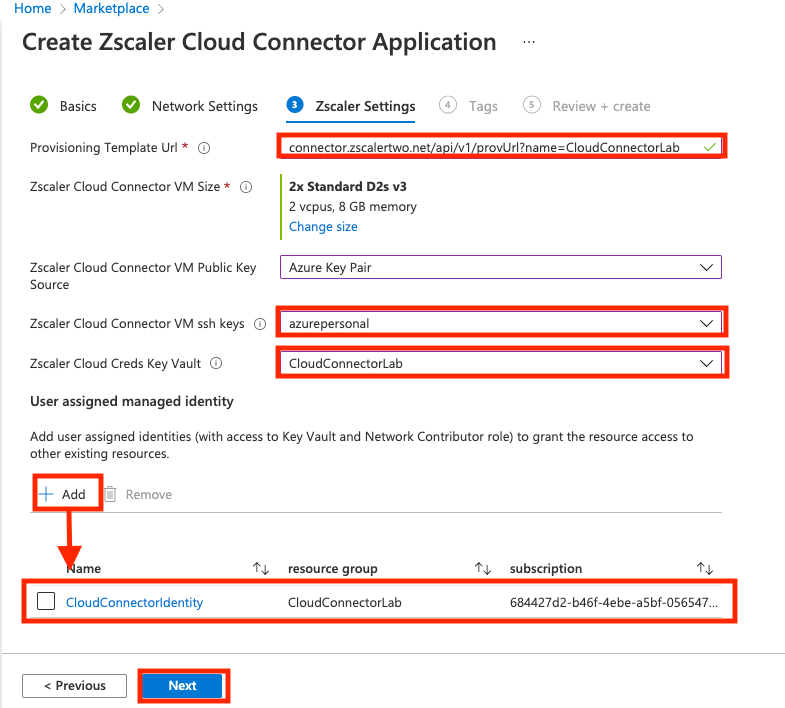 Home > Marketplace >
Create Zscaler Cloud Connector Application ...
Basics Network Settings 3 Zscaler Settings 4 Tags 5 Review + create
Provisioning Template Url * connector.zscalertwo.net/api/v1/provUrl?name=CloudConnectorLab
Zscaler Cloud Connector VM Size * 2x Standard D2s v3
2 vcpus, 8 GB memory
Change size
Zscaler Cloud Connector VM Public Key Azure Key Pair
Source
Zscaler Cloud Connector VM ssh keys azurepersonal
Zscaler Cloud Creds Key Vault CloudConnectorLab
User assigned managed identity
Add user assigned identities (with access to Key Vault and Network Contributor role) to grant the resource access to
other existing resources.
+ Add Remove
Name resource group subscription
CloudConnectorIdentity CloudConnectorLab 684427d2-b46f-4ebe-a5bf-056547...
< Previous Next